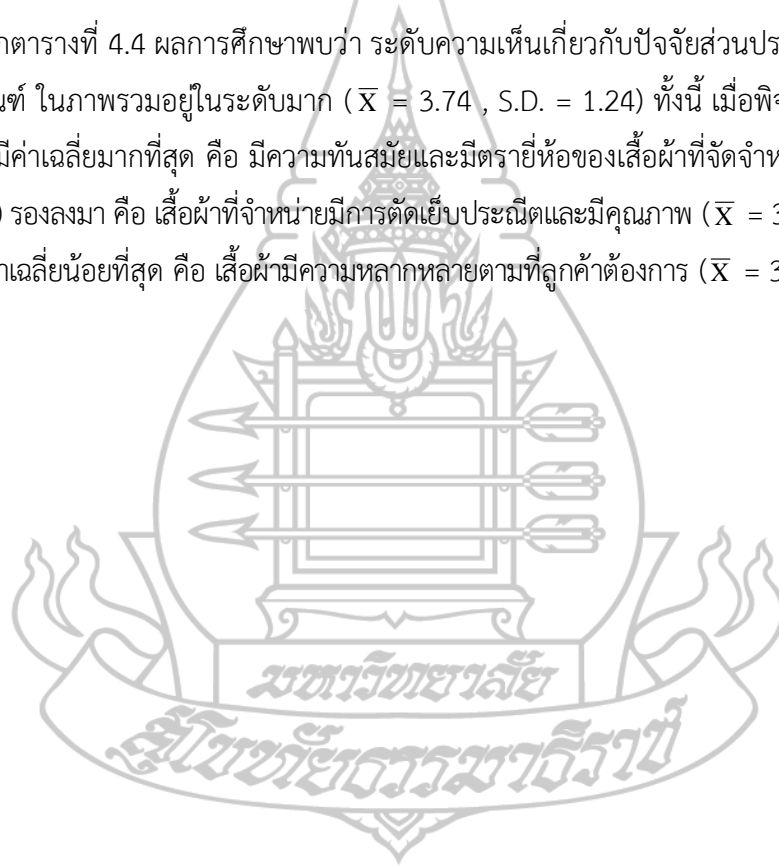 กตารางที่ 4.4 ผลการศึกษาพบว่า ระดับความเห็นเกี่ยวกับปัจจัยส่วนประ
นฑ์ ในภาพรวมอยู่ในระดับมาก (X̅ = 3.74 , S.D. = 1.24) ทั้งนี้ เมื่อพิจ
มีค่าเฉลี่ยมากที่สุด คือ มีความทันสมัยและมีตรายี่ห้อของเสื้อผ้าที่จัดจำห
) รองลงมา คือ เสื้อผ้าที่จำหน่ายมีการตัดเย็บประณีตและมีคุณภาพ (X̅ = 3
าเฉลี่ยน้อยที่สุด คือ เสื้อผ้ามีความหลากหลายตามที่ลูกค้าต้องการ (X̅ = 3
มหาวิทยาลัย
สุโขทัยธรรมาธิราช